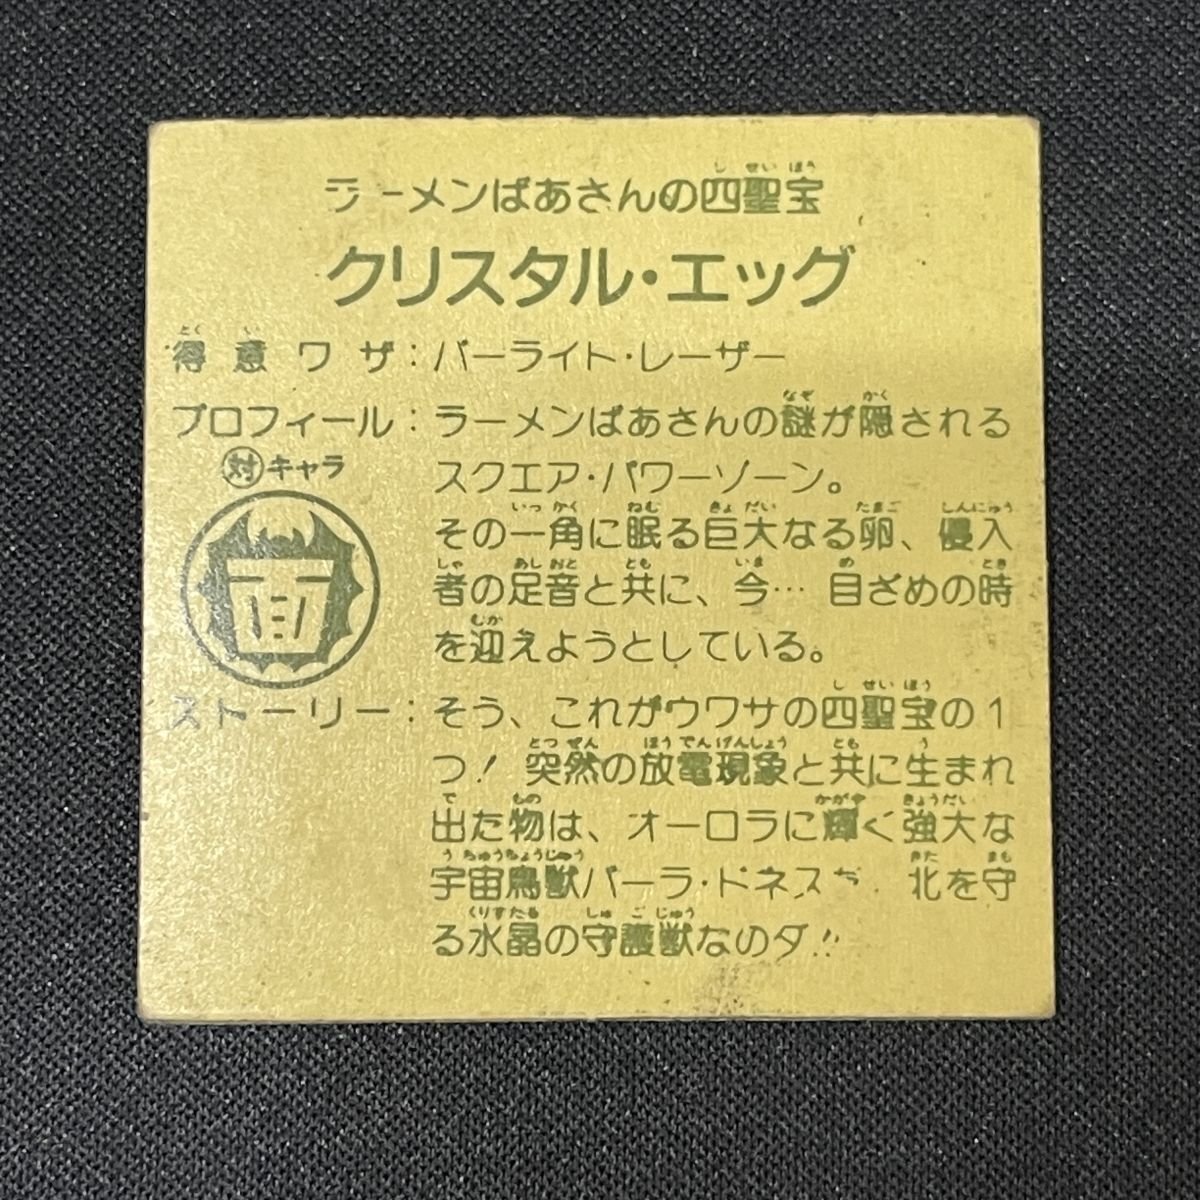 ラーメンばあさんの四聖宝
クリスタル・エッグ
得意ワザ：バーライト・レーザー
プロフィール：ラーメンばあさんの謎が隠される
スクエア・パワーゾーン。
その一角に眠る巨大なる卵、侵入
者の足音と共に、今… 目ざめの時
を迎えようとしている。
対キャラ
ストーリー：そう、これがウワサの四聖宝の1
つ！ 突然の放電現象と共に生まれ
出た物は、オーロラに輝く強大な
宇宙鳥獣バーラ・ドネス 北を守
る水晶の守護獣なのダ!!